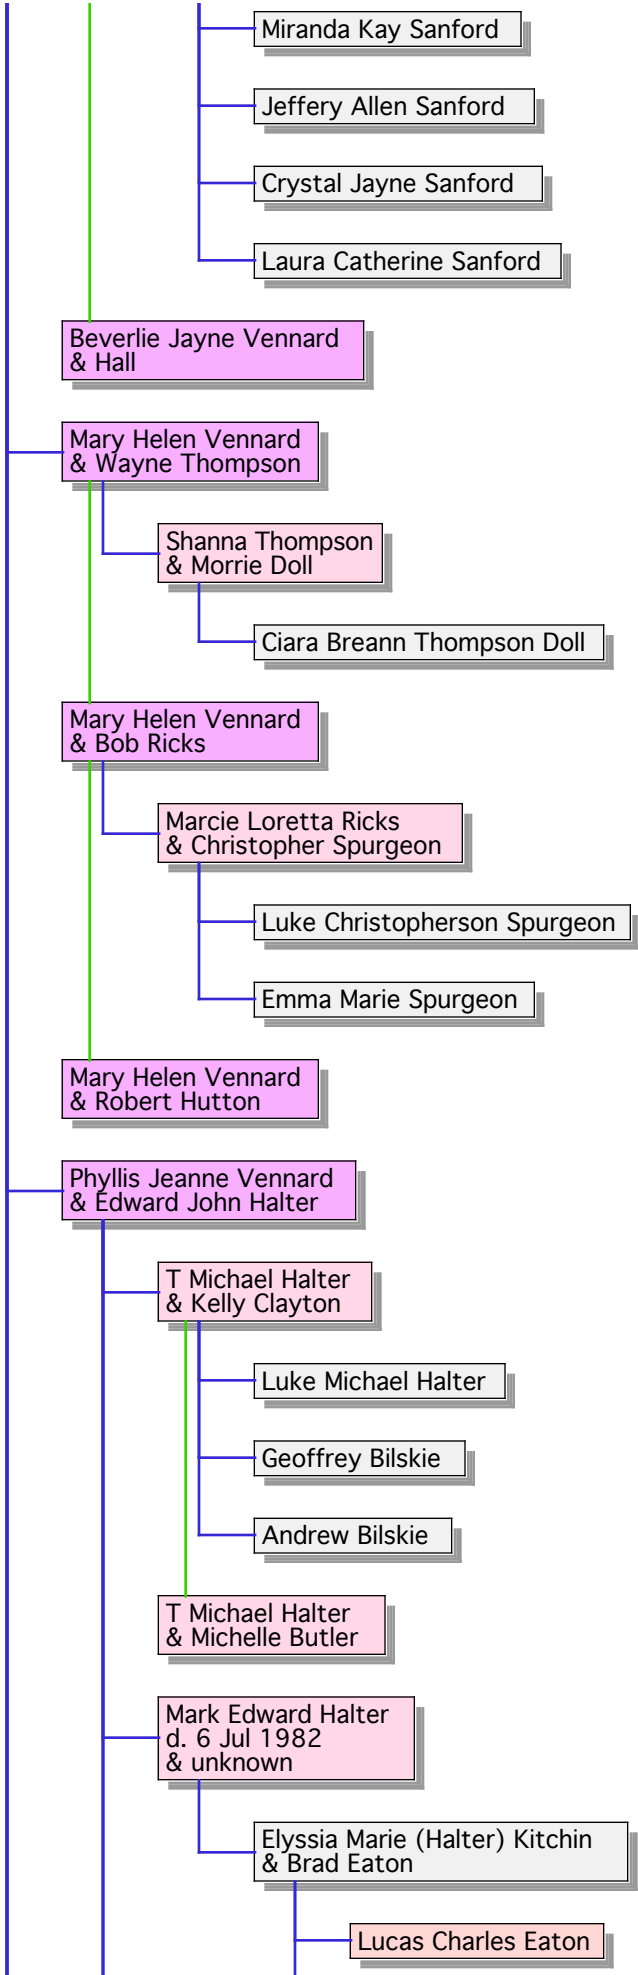 Miranda Kay Sanford
Jeffery Allen Sanford
Crystal Jayne Sanford
Laura Catherine Sanford
Beverlie Jayne Vennard
& Hall
Mary Helen Vennard
& Wayne Thompson
Shanna Thompson
& Morrie Doll
Ciara Breann Thompson Doll
Mary Helen Vennard
& Bob Ricks
Marcie Loretta Ricks
& Christopher Spurgeon
Luke Christopherson Spurgeon
Emma Marie Spurgeon
Mary Helen Vennard
& Robert Hutton
Phyllis Jeanne Vennard
& Edward John Halter
T Michael Halter
& Kelly Clayton
Luke Michael Halter
Geoffrey Bilskie
Andrew Bilskie
T Michael Halter
& Michelle Butler
Mark Edward Halter
d. 6 Jul 1982
& unknown
Elyssia Marie (Halter) Kitchin
& Brad Eaton
Lucas Charles Eaton